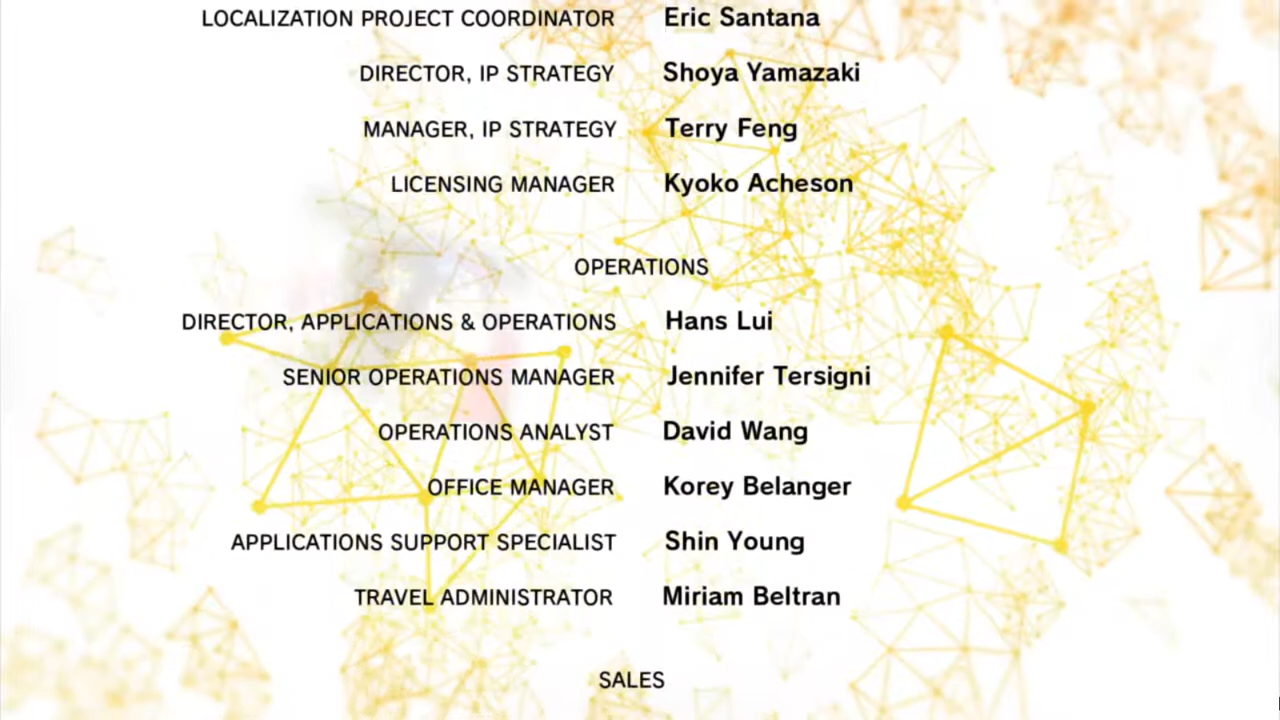 LOCALIZATION PROJECT COORDINATOR Eric Santana
DIRECTOR, IP STRATEGY Shoya Yamazaki
MANAGER, IP STRATEGY Terry Feng
LICENSING MANAGER Kyoko Acheson
OPERATIONS
DIRECTOR, APPLICATIONS & OPERATIONS Hans Lui
SENIOR OPERATIONS MANAGER Jennifer Tersigni
OPERATIONS ANALYST David Wang
OFFICE MANAGER Korey Belanger
APPLICATIONS SUPPORT SPECIALIST Shin Young
TRAVEL ADMINISTRATOR Miriam Beltran
SALES